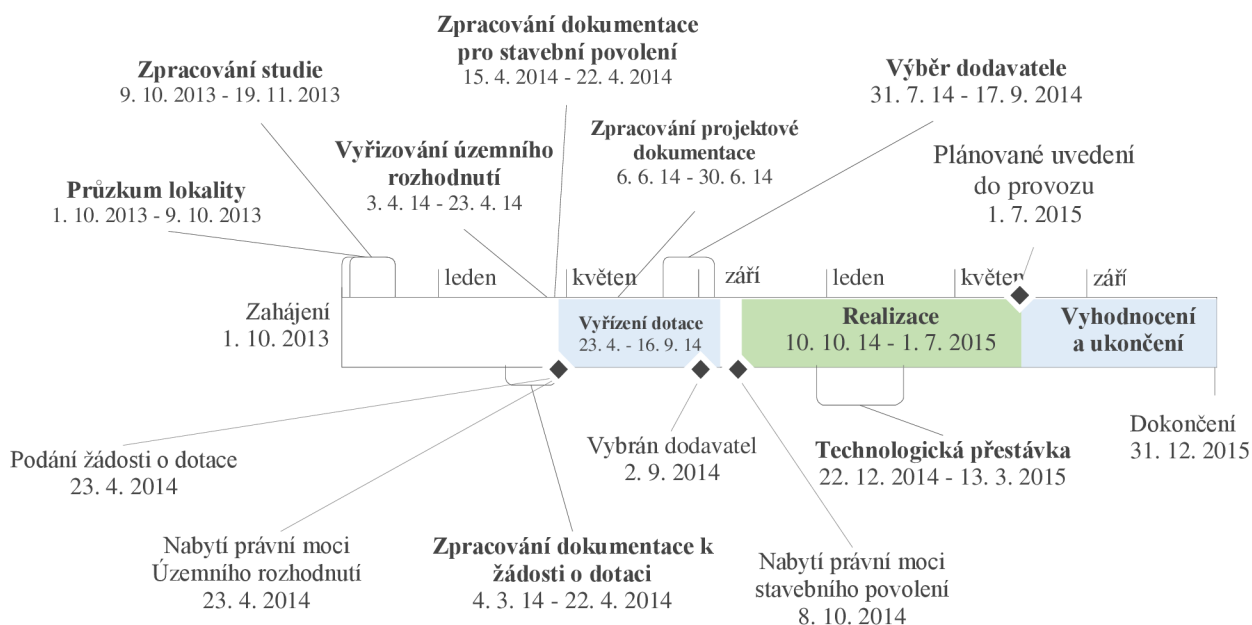 Zpracování dokumentace
pro stavební povolení
15. 4. 2014 - 22. 4. 2014
Zpracování studie
9. 10. 2013 - 19. 11. 2013
Výběr dodavatele
31. 7. 14 - 17. 9. 2014
Zpracování projektové
dokumentace
6. 6. 14 - 30. 6. 14
Vyřizování územního
rozhodnutí
3. 4. 14 - 23. 4. 14
Plánované uvedení
do provozu
1. 7. 2015
Průzkum lokality
1. 10. 2013 - 9. 10. 2013
leden
květen
září
leden
květen
září
Zahájení
1. 10. 2013
Vyřízení dotace
23. 4. - 16. 9. 14
Realizace
10. 10. 14 - 1. 7. 2015
Vyhodnocení
a ukončení
Dokončení
31. 12. 2015
Podání žádosti o dotace
23. 4. 2014
Vybrán dodavatel
2. 9. 2014
Technologická přestávka
22. 12. 2014 - 13. 3. 2015
Nabytí právní moci
Územního rozhodnutí
23. 4. 2014
Zpracování dokumentace k
žádosti o dotaci
4. 3. 14 - 22. 4. 2014
Nabytí právní moci
stavebního povolení
8. 10. 2014